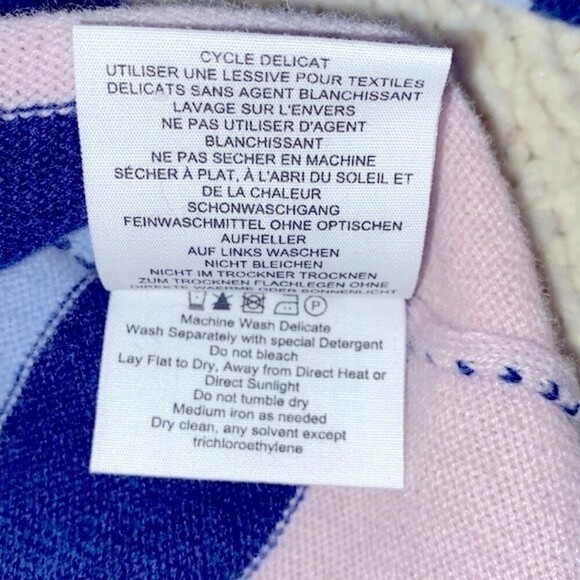 CYCLE DELICAT
UTILISER UNE LESSIVE POUR TEXTILES
DELICATS SANS AGENT BLANCHISSANT
LAVAGE SUR L'ENVERS
NE PAS UTILISER D'AGENT
BLANCHISSANT
NE PAS SECHER EN MACHINE
SÉCHER À PLAT, À L'ABRI DU SOLEIL ET
DE LA CHALEUR
SCHONWASCHGANG
FEINWASCHMITTEL OHNE OPTISCHEN
AUFHELLER
AUF LINKS WASCHEN
NICHT BLEICHEN
NICHT IM TROCKNER TROCKNEN
ZUM TROCKNEN FLACHLEGEN OHNE
DIREKTE WÄRME ODER SONNENLICHT
P
Machine Wash Delicate
Wash Separately with special Detergent
Do not bleach
Lay Flat to Dry, Away from Direct Heat or
Direct Sunlight
Do not tumble dry
Medium iron as needed
Dry clean, any solvent except
trichloroethylene